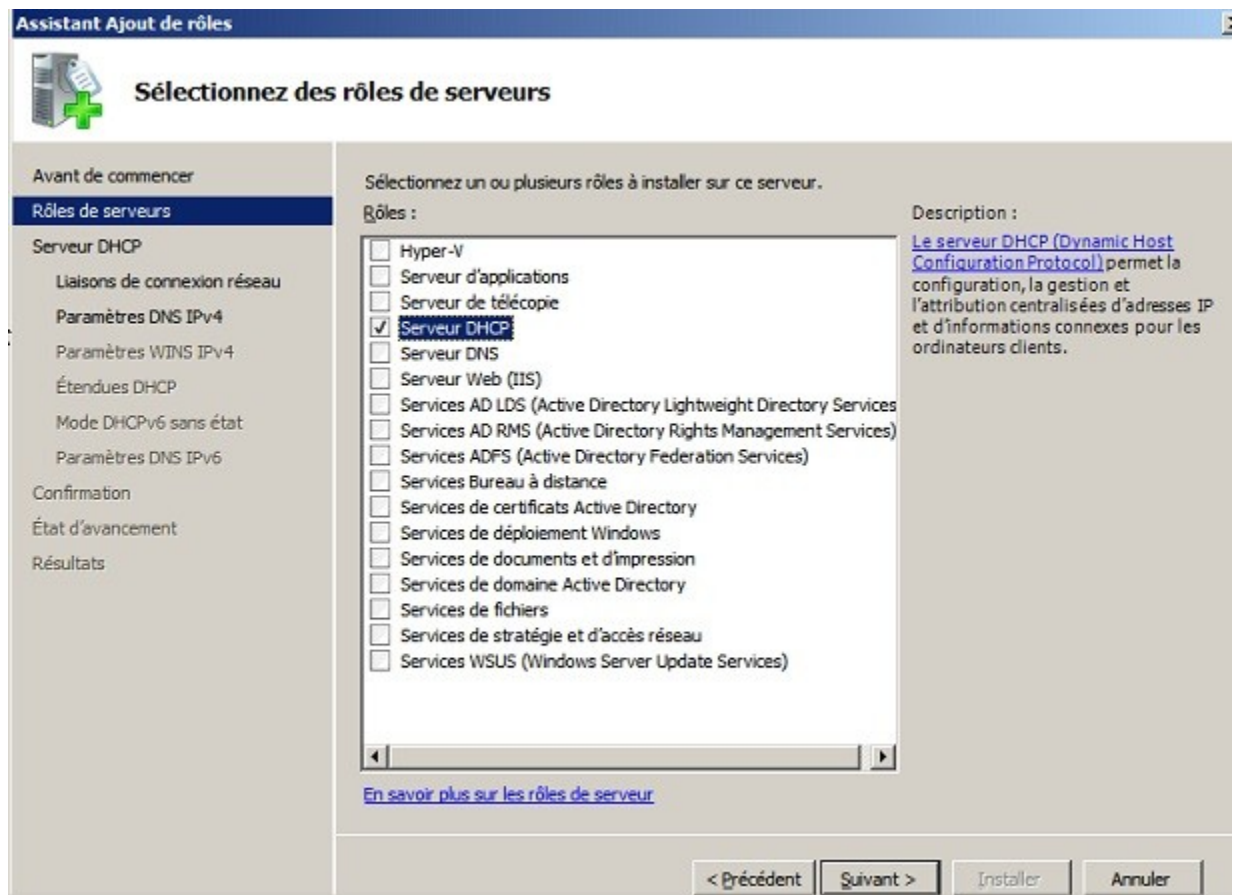 Assistant Ajout de rôles
Sélectionnez des rôles de serveurs
Avant de commencer
Rôles de serveurs
Serveur DHCP
Liaisons de connexion réseau
Paramètres DNS IPv4
Paramètres WINS IPv4
Étendues DHCP
Mode DHCPv6 sans état
Paramètres DNS IPv6
Confirmation
État d'avancement
Résultats
Sélectionnez un ou plusieurs rôles à installer sur ce serveur.
Rôles :
Hyper-V
Serveur d'applications
Serveur de télécopie
Serveur DHCP
Serveur DNS
Serveur Web (IIS)
Services AD LDS (Active Directory Lightweight Directory Services
Services AD RMS (Active Directory Rights Management Services)
Services ADFS (Active Directory Federation Services)
Services Bureau à distance
Services de certificats Active Directory
Services de déploiement Windows
Services de documents et d'impression
Services de domaine Active Directory
Services de fichiers
Services de stratégie et d'accès réseau
Services WSUS (Windows Server Update Services)
En savoir plus sur les rôles de serveur
Description :
Le serveur DHCP (Dynamic Host
Configuration Protocol) permet la
configuration, la gestion et
l'attribution centralisées d'adresses IP
et d'informations connexes pour les
ordinateurs clients.
< Précédent
Suivant >
Installer
Annuler